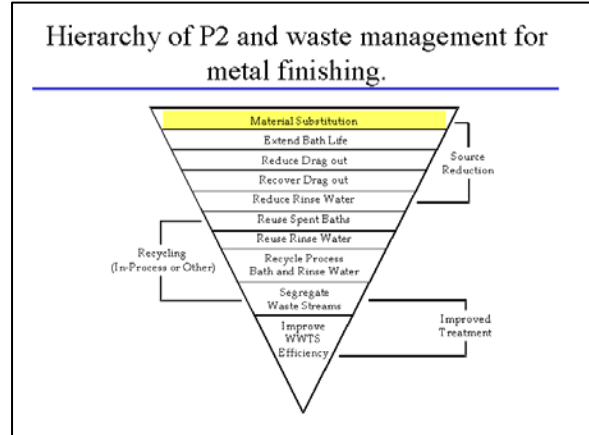 Hierarchy of P2 and waste management for
metal finishing.
Material Substitution
Extend Bath Life
Reduce Drag out
Recover Drag out
Reduce Rinse Water
Reuse Spent Baths
Reuse Rinse Water
Recycle Process
Bath and Rinse Water
Segregate
Waste Streams
Improve
WWTS
Efficiency
Source
Reduction
Recycling
(In-Process or Other)
Improved
Treatment